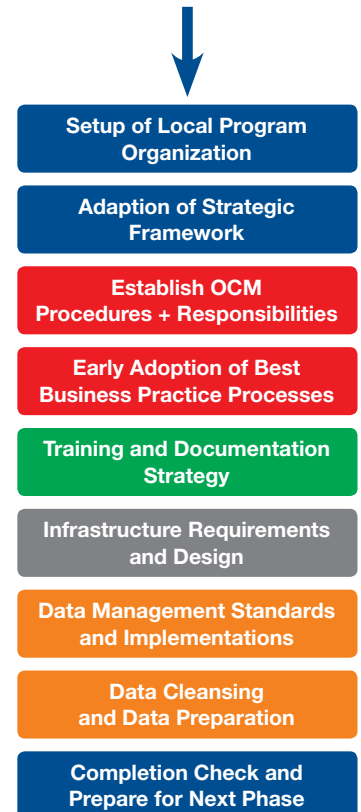 Setup of Local Program
Organization
Adaption of Strategic
Framework
Establish OCM
Procedures + Responsibilities
Early Adoption of Best
Business Practice Processes
Training and Documentation
Strategy
Infrastructure Requirements
and Design
Data Management Standards
and Implementations
Data Cleansing
and Data Preparation
Completion Check and
Prepare for Next Phase